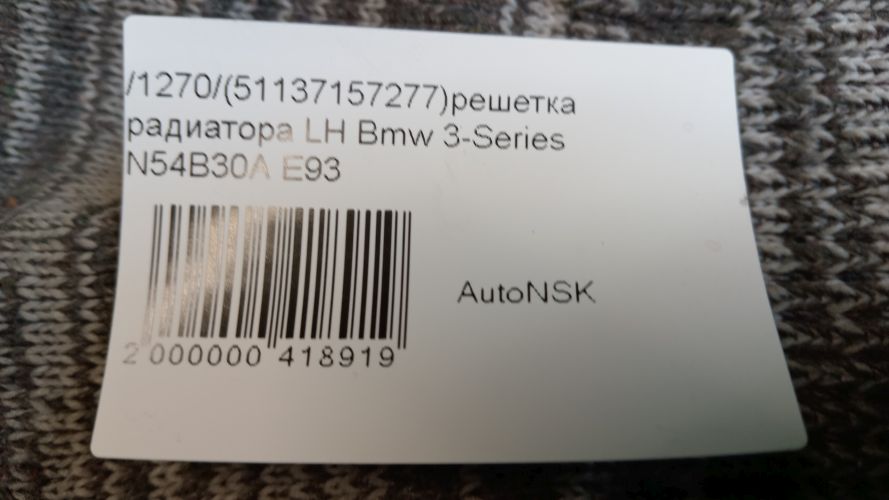 /1270/(51137157277)решетка
радиатора LH Bmw 3-Series
N54B30A E93
AutoNSK
2 000000 418919